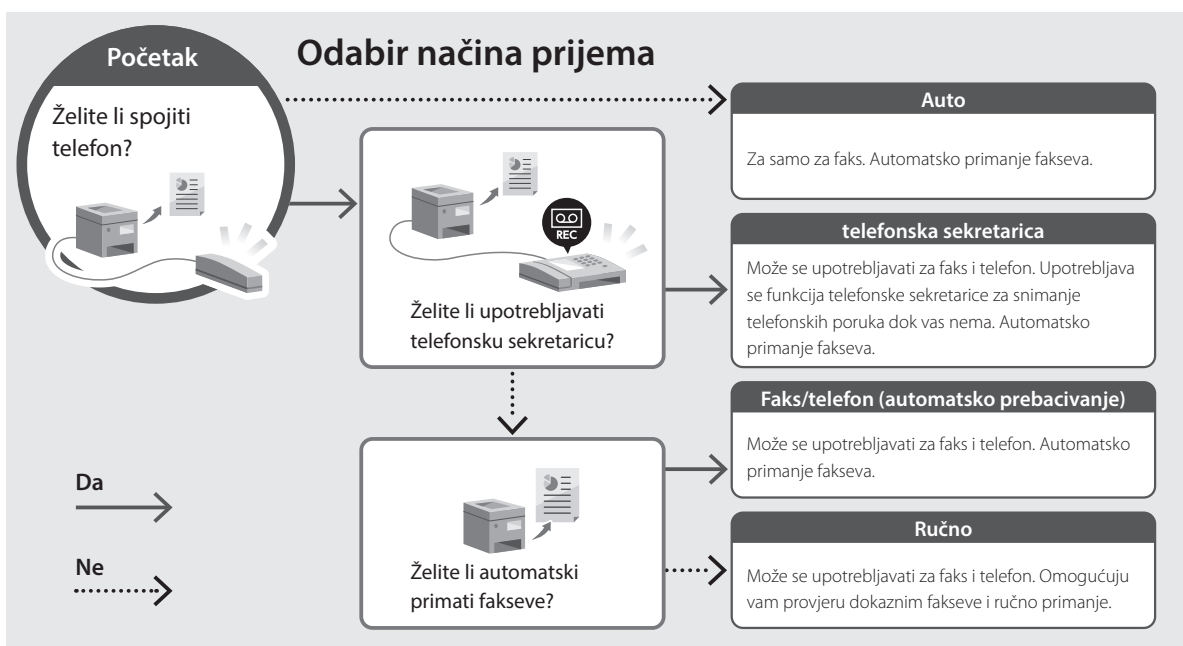 Početak
Odabir načina prijema
Želite li spojiti
telefon?
Auto
Za samo za faks. Automatsko primanje fakseva.
REC
Želite li upotrebljavati
telefonsku sekretaricu?
telefonska sekretarica
Može se upotrebljavati za faks i telefon. Upotrebljava
se funkcija telefonske sekretarice za snimanje
telefonskih poruka dok vas nema. Automatsko
primanje fakseva.
Faks/telefon (automatsko prebacivanje)
Može se upotrebljavati za faks i telefon. Automatsko
primanje fakseva.
Da
Ne
Želite li automatski
primati fakseve?
Ručno
Može se upotrebljavati za faks i telefon. Omogućuju
vam provjeru dokaznim fakseve i ručno primanje.